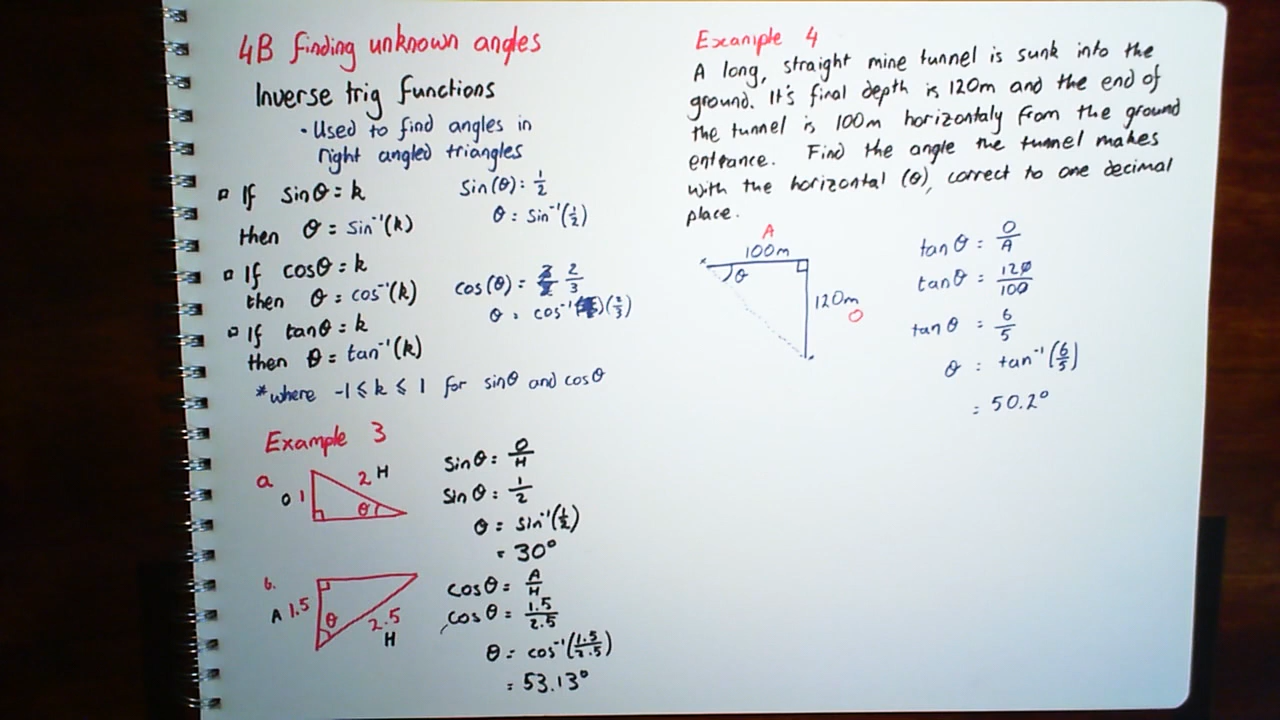 4B Finding unknown angles
Inverse trig functions
• Used to find angles in
right angled triangles
If sinθ = k
then θ = sin⁻¹(k)
Sin(θ) = 1/2
θ = sin⁻¹(1/2)
If cosθ = k
then θ = cos⁻¹(k)
cos(θ) = 2/3
θ = cos⁻¹(2/3)
If tanθ = k
then θ = tan⁻¹(k)
*where -1 ⩽ k ⩽ 1 for sinθ and cosθ
Example 3
a
O 1
2 H
θ
Sinθ = O/H
Sinθ = 1/2
θ = sin⁻¹(1/2)
= 30°
b.
A 1.5
θ
2.5
H
cosθ = A/H
cosθ = 1.5/2.5
θ = cos⁻¹(1.5/2.5)
= 53.13°
Example 4
A long, straight mine tunnel is sunk into the
ground. It's final depth is 120m and the end of
the tunnel is 100m horizontaly from the ground
entrance. Find the angle the tunnel makes
with the horizontal (θ), correct to one decimal
place.
A
100m
θ
120m
O
tanθ = O/A
tanθ = 120/100
tanθ = 6/5
θ = tan⁻¹(6/5)
= 50.2°